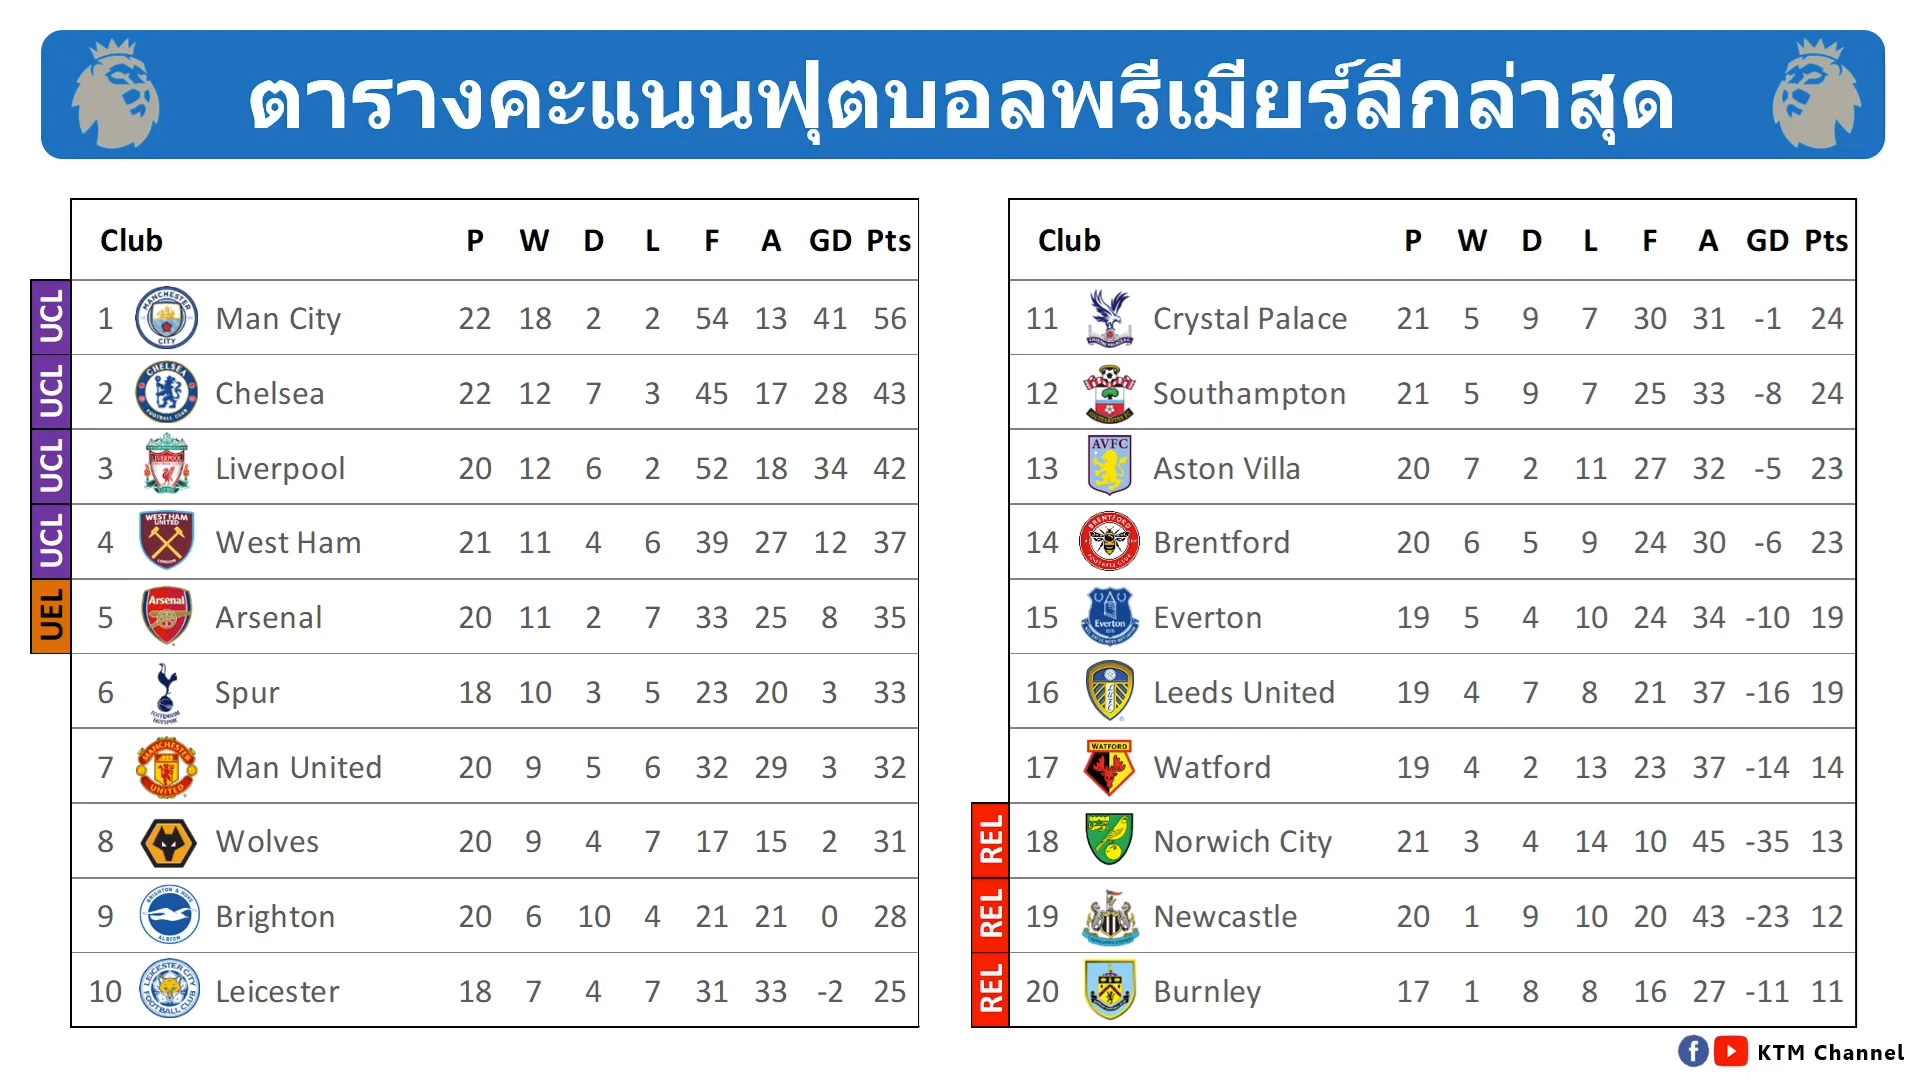 ตารางคะแนนฟุตบอลพรีเมียร์ลีกล่าสุด
Club P W D L F A GD Pts
UCL 1 Man City 22 18 2 2 54 13 41 56
UCL 2 Chelsea 22 12 7 3 45 17 28 43
UCL 3 Liverpool 20 12 6 2 52 18 34 42
UCL 4 West Ham 21 11 4 6 39 27 12 37
UEL 5 Arsenal 20 11 2 7 33 25 8 35
6 Spur 18 10 3 5 23 20 3 33
7 Man United 20 9 5 6 32 29 3 32
8 Wolves 20 9 4 7 17 15 2 31
9 Brighton 20 6 10 4 21 21 0 28
10 Leicester 18 7 4 7 31 33 -2 25
Club P W D L F A GD Pts
11 Crystal Palace 21 5 9 7 30 31 -1 24
12 Southampton 21 5 9 7 25 33 -8 24
13 Aston Villa 20 7 2 11 27 32 -5 23
14 Brentford 20 6 5 9 24 30 -6 23
15 Everton 19 5 4 10 24 34 -10 19
16 Leeds United 19 4 7 8 21 37 -16 19
17 Watford 19 4 2 13 23 37 -14 14
REL 18 Norwich City 21 3 4 14 10 45 -35 13
REL 19 Newcastle 20 1 9 10 20 43 -23 12
REL 20 Burnley 17 1 8 8 16 27 -11 11
KTM Channel